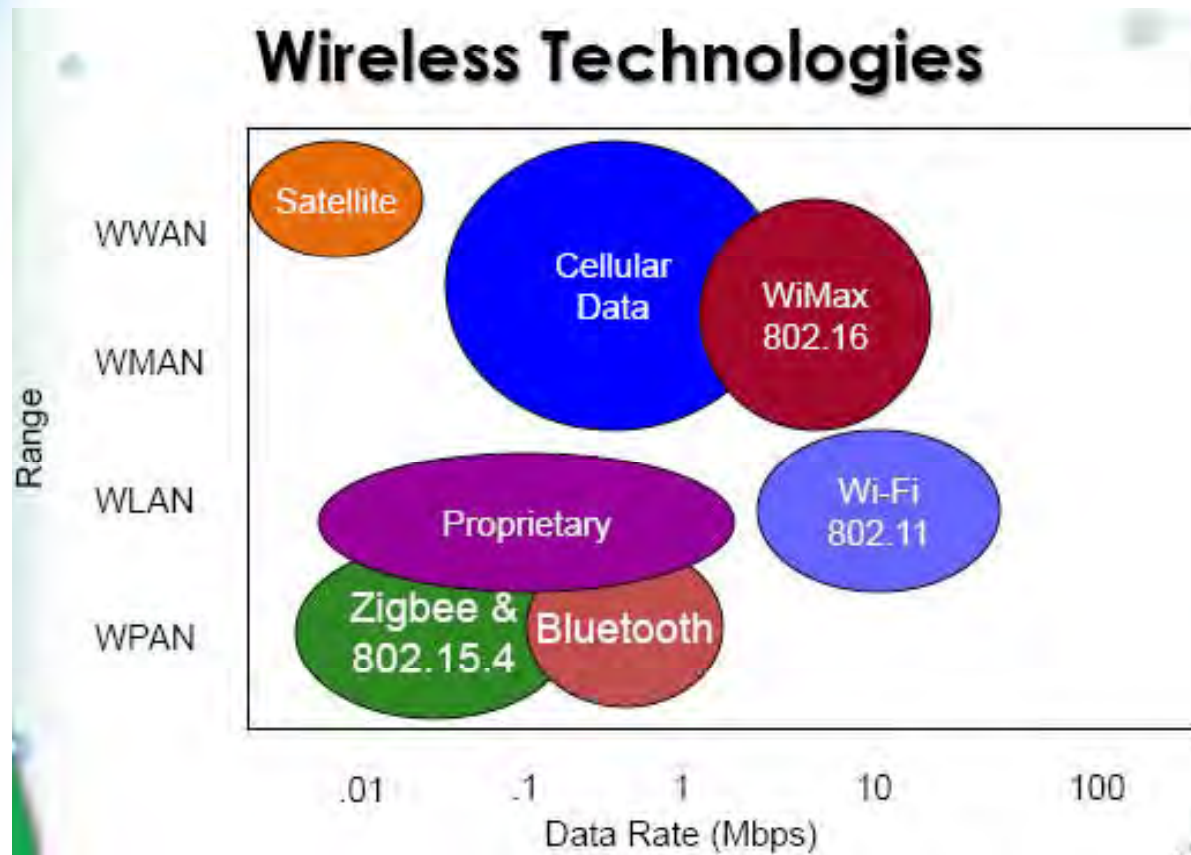 Wireless Technologies
Satellite
WWAN
Cellular
Data
WiMax
802.16
WMAN
Range
WLAN
Proprietary
Wi-Fi
802.11
Zigbee &
802.15.4
Bluetooth
WPAN
.01 .1 1 10 100
Data Rate (Mbps)